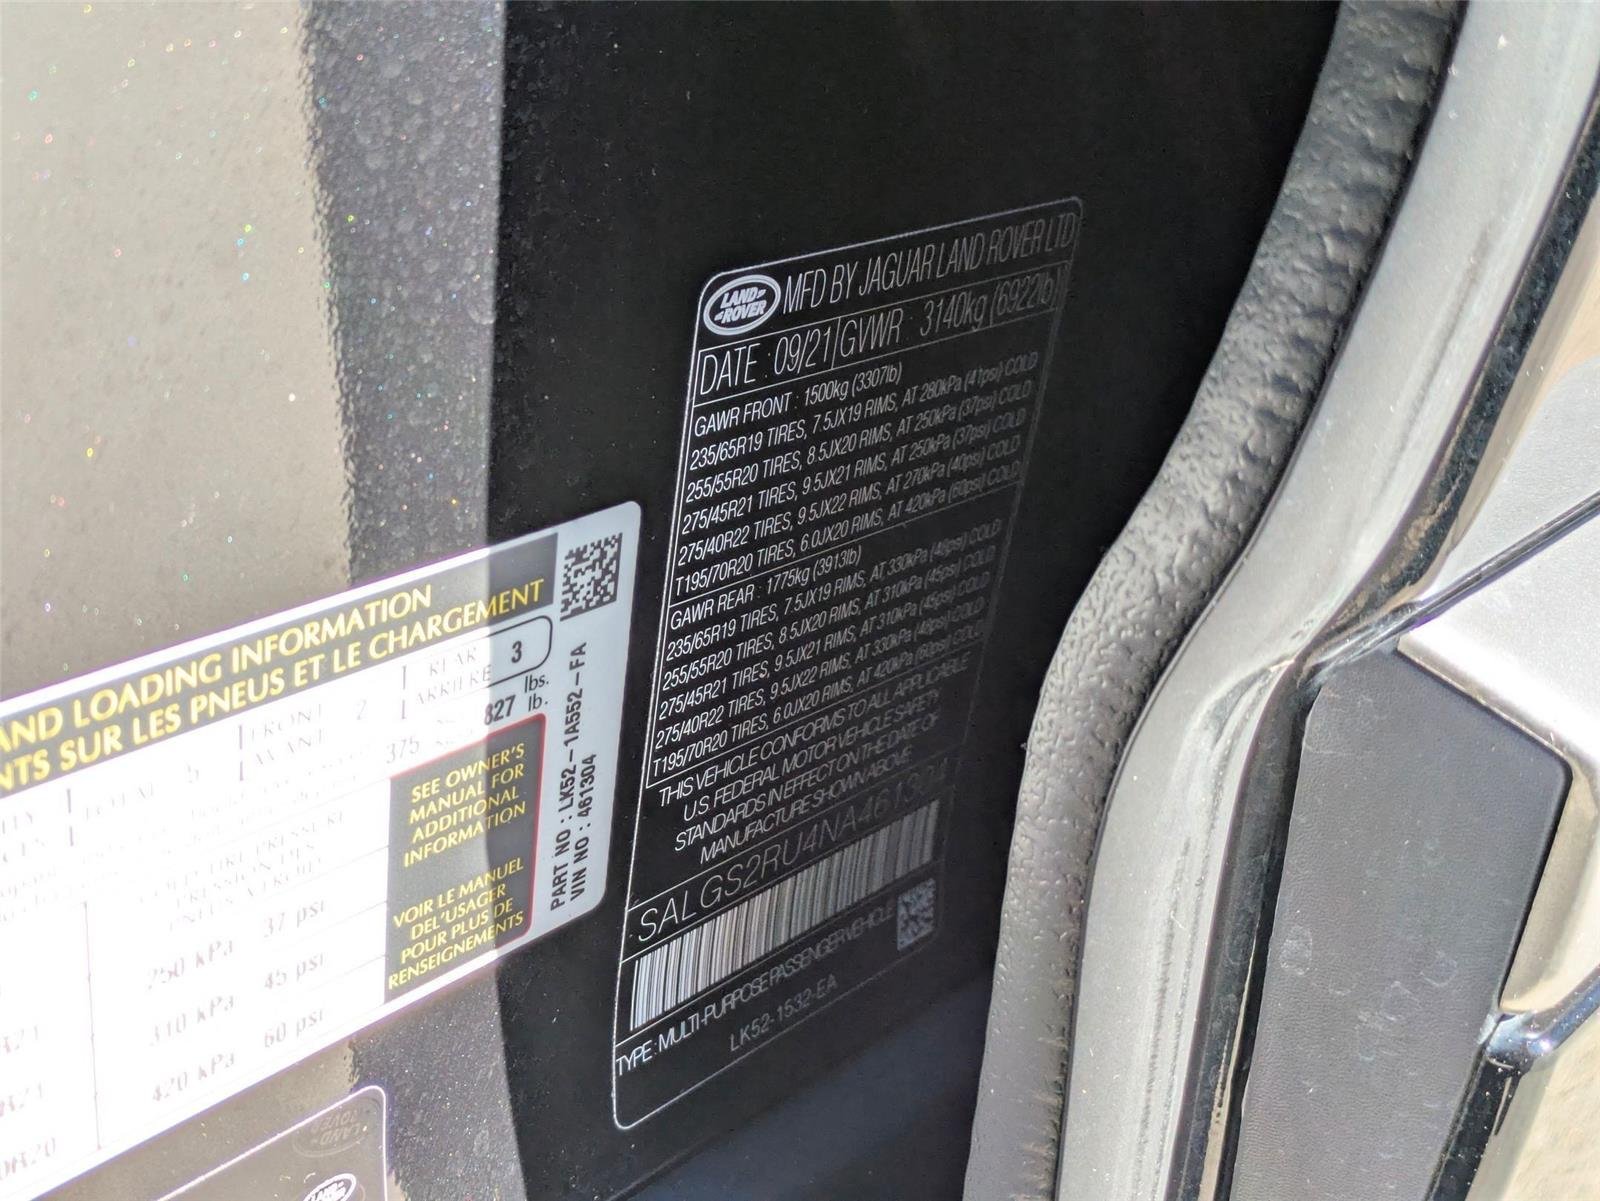 LAND
ROVER
MFD BY JAGUAR LAND ROVER LTD
DATE : 09/21 GVWR : 3140kg (6922lb)
GAWR FRONT : 1500kg (3307lb)
235/65R19 TIRES, 7.5JX19 RIMS, AT 280kPa (41psi) COLD
255/55R20 TIRES, 8.5JX20 RIMS, AT 250kPa (37psi) COLD
275/45R21 TIRES, 9.5JX21 RIMS, AT 250kPa (37psi) COLD
275/40R22 TIRES, 9.5JX22 RIMS, AT 270kPa (40psi) COLD
T195/70R20 TIRES, 6.0JX20 RIMS, AT 420kPa (60psi) COLD
GAWR REAR : 1775kg (3913lb)
235/65R19 TIRES, 7.5JX19 RIMS, AT 330kPa (48psi) COLD
255/55R20 TIRES, 8.5JX20 RIMS, AT 310kPa (45psi) COLD
275/45R21 TIRES, 9.5JX21 RIMS, AT 310kPa (45psi) COLD
275/40R22 TIRES, 9.5JX22 RIMS, AT 330kPa (48psi) COLD
T195/70R20 TIRES, 6.0JX20 RIMS, AT 420kPa (60psi) COLD
THIS VEHICLE CONFORMS TO ALL APPLICABLE
U.S. FEDERAL MOTOR VEHICLE SAFETY
STANDARDS IN EFFECT ON THE DATE OF
MANUFACTURE SHOWN ABOVE
SALGS2RU4NA461304
TYPE : MULTI-PURPOSE PASSENGER VEHICLE
LK52-1532-EA
AND LOADING INFORMATION
NTS SUR LES PNEUS ET LE CHARGEMENT
TOTAL 5
FRONT
AVANT 2
REAR
ARRIÈRE 3
375
827 lbs.
lb.
250 kPa 37 psi
310 kPa 45 psi
420 kPa 60 psi
SEE OWNER'S
MANUAL FOR
ADDITIONAL
INFORMATION
VOIR LE MANUEL
DEL'USAGER
POUR PLUS DE
RENSEIGNEMENTS
PART NO : LK52-1A552-FA
VIN NO : 461304
LAND
ROVER